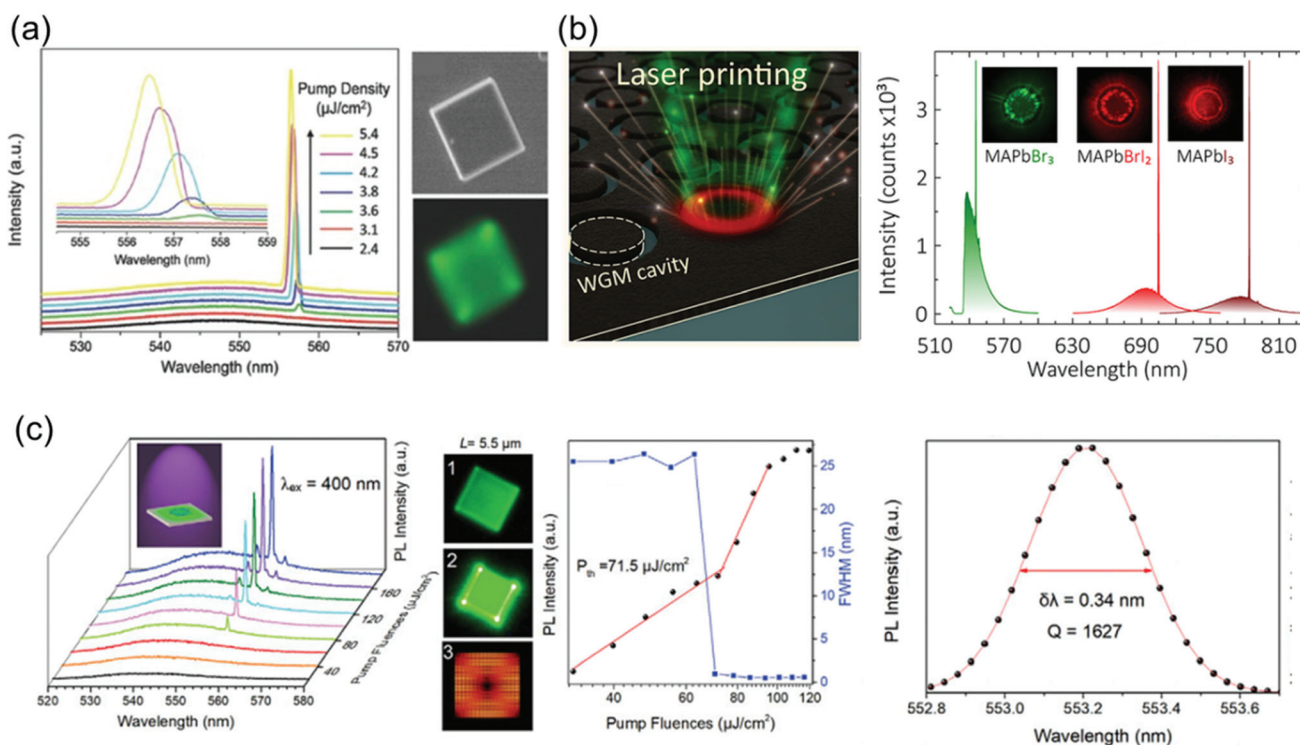 (a)
Intensity (a.u.)
Pump Density
(μJ/cm²)
5.4
4.5
4.2
3.8
3.6
3.1
2.4
555 556 557 558 559
Wavelength (nm)
530 540 550 560 570
Wavelength (nm)
(b)
Laser printing
WGM cavity
Intensity (counts x10³)
3
2
1
0
MAPbBr₃
MAPbBrI₂
MAPbI₃
510 570 630 690 750 810
Wavelength (nm)
(c)
λex = 400 nm
PL Intensity (a.u.)
160
120
80
40
Pump Fluences (μJ/cm²)
520 530 540 550 560 570 580
Wavelength (nm)
L= 5.5 μm
1
2
3
PL Intensity (a.u.)
Pth =71.5 μJ/cm²
25
20
15
10
5
0
FWHM (nm)
40 60 80 100 120
Pump Fluences (μJ/cm²)
PL Intensity (a.u.)
δλ = 0.34 nm
Q = 1627
552.8 553.0 553.2 553.4 553.6
Wavelength (nm)